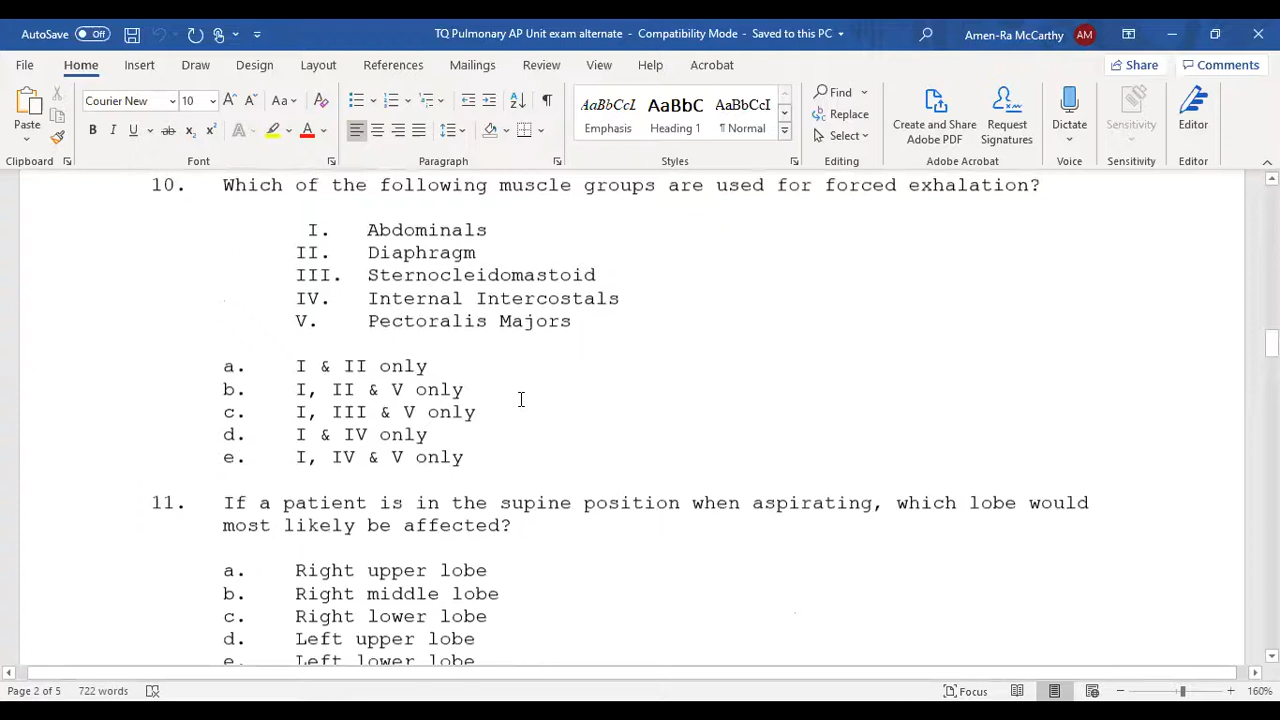 AutoSave Off
TQ Pulmonary AP Unit exam alternate - Compatibility Mode - Saved to this PC
Amen-Ra McCarthy AM
File Home Insert Draw Design Layout References Mailings Review View Help Acrobat Share Comments
Paste
Courier New 10
AaBbCcI AaBbC AaBbCcI
Emphasis Heading 1 ¶ Normal
Find
Replace
Select
Create and Share Adobe PDF
Request Signatures
Dictate
Sensitivity
Editor
Clipboard Font Paragraph Styles Editing Adobe Acrobat Voice Sensitivity Editor
10. Which of the following muscle groups are used for forced exhalation?
I. Abdominals
II. Diaphragm
III. Sternocleidomastoid
IV. Internal Intercostals
V. Pectoralis Majors
a. I & II only
b. I, II & V only
c. I, III & V only
d. I & IV only
e. I, IV & V only
11. If a patient is in the supine position when aspirating, which lobe would
most likely be affected?
a. Right upper lobe
b. Right middle lobe
c. Right lower lobe
d. Left upper lobe
e. Left lower lobe
Page 2 of 5 722 words Focus 160%